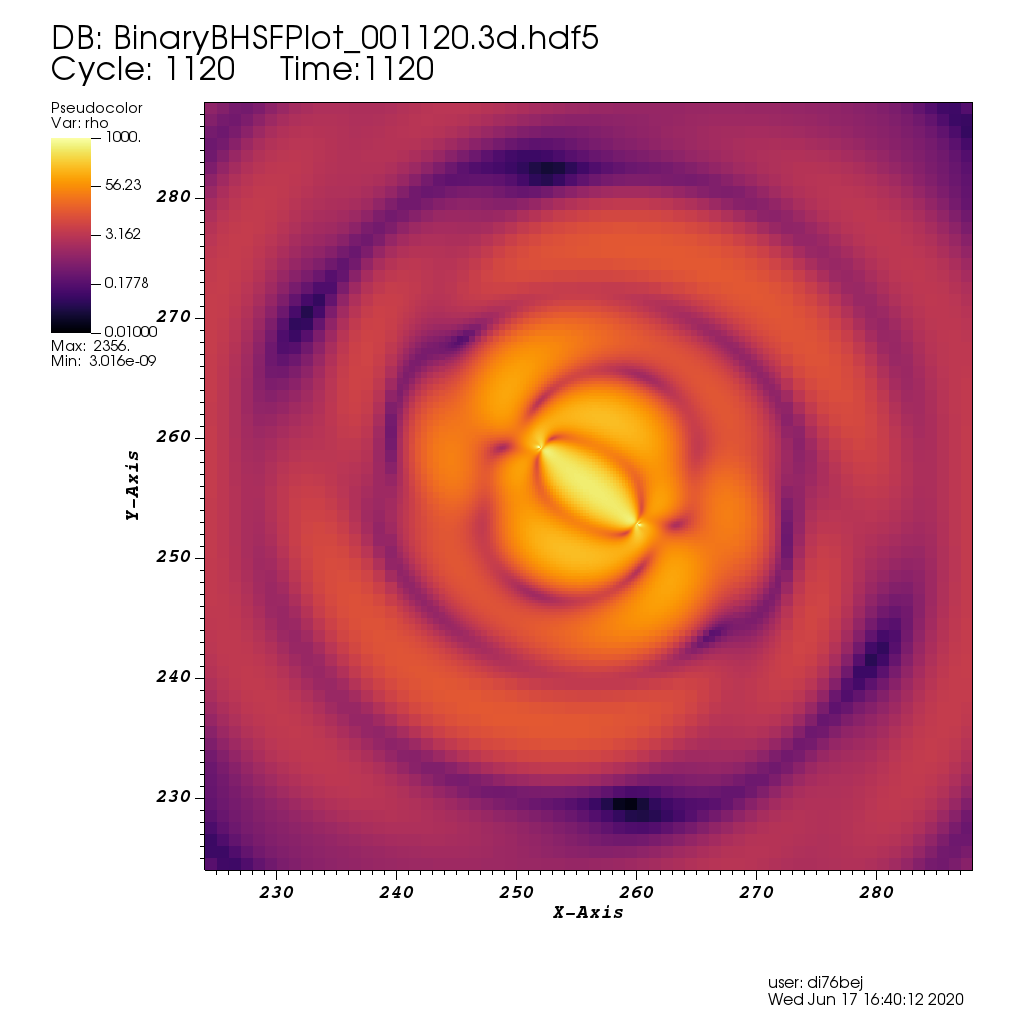 DB: BinaryBHSFPlot_001120.3d.hdf5
Cycle: 1120 Time:1120
Pseudocolor
Var: rho
1000.
56.23
3.162
0.1778
0.01000
Max: 2356.
Min: 3.016e-09
280
270
260
250
240
230
Y-Axis
230 240 250 260 270 280
X-Axis
user: di76bej
Wed Jun 17 16:40:12 2020